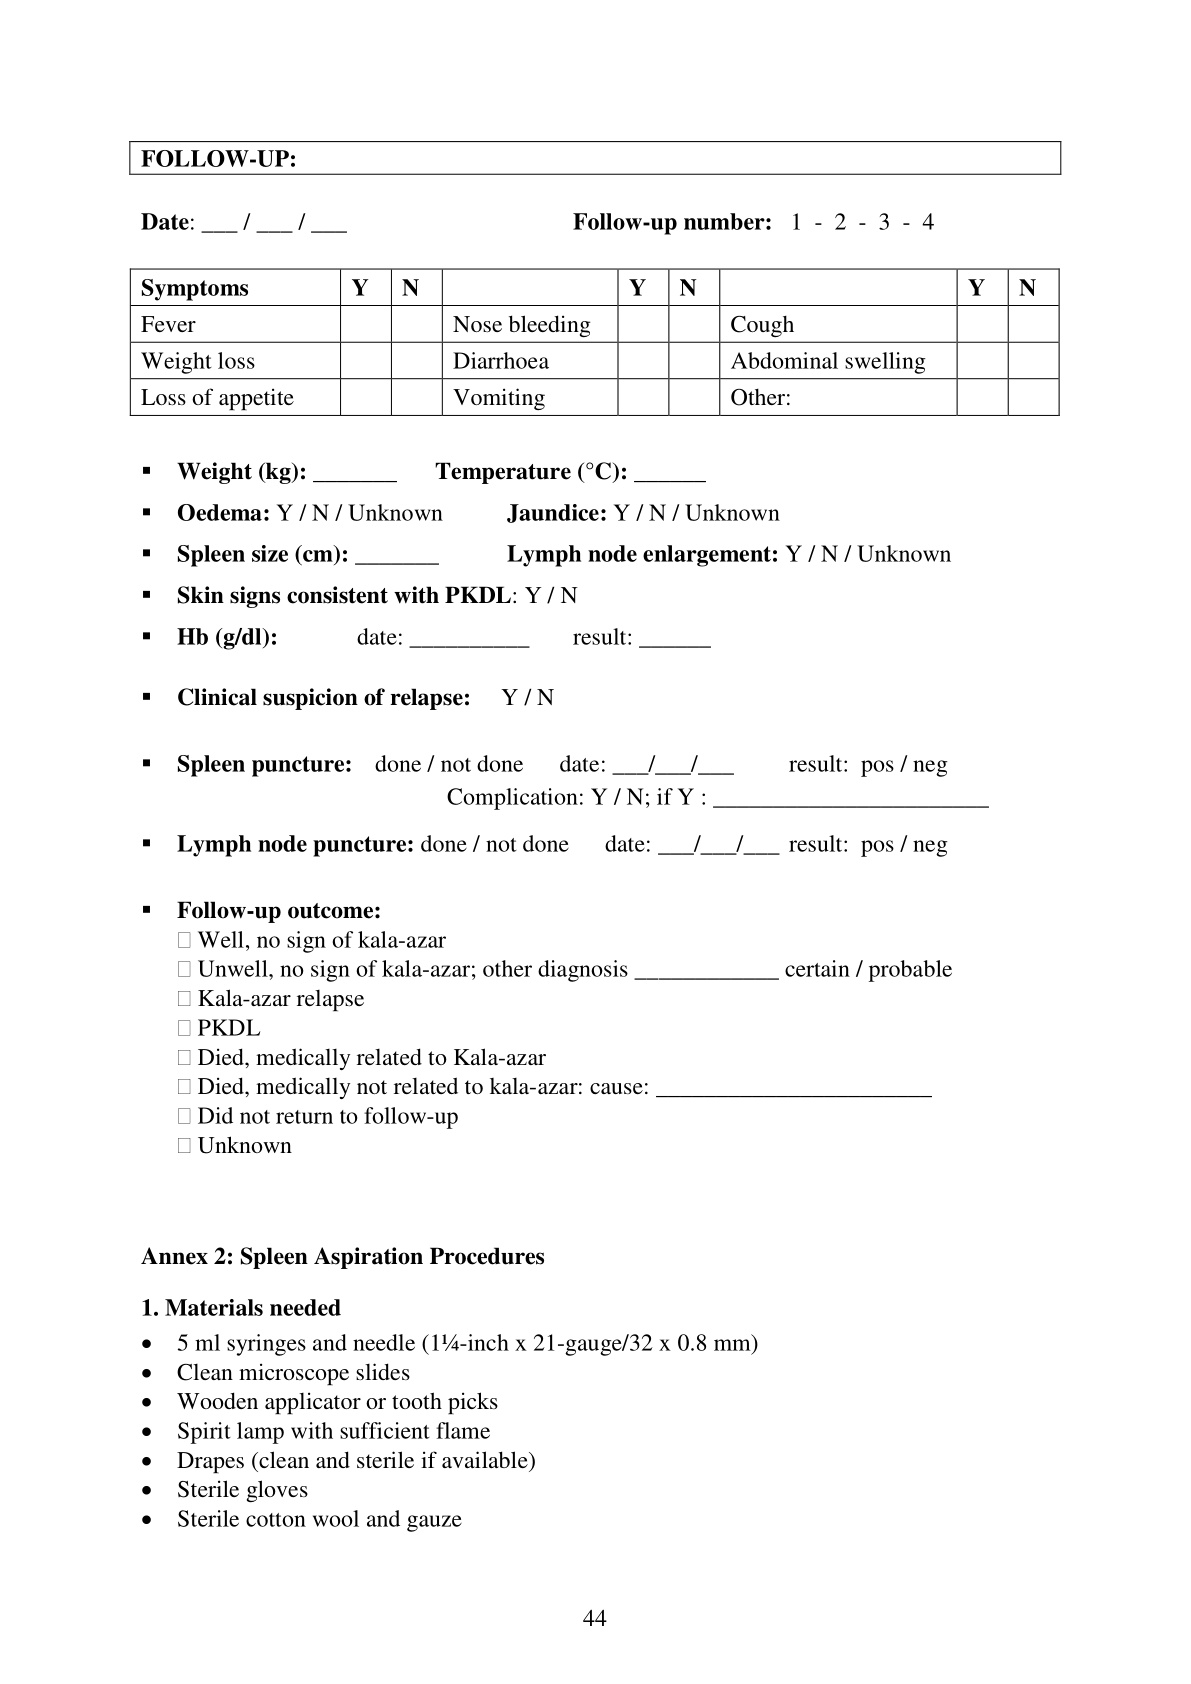 FOLLOW-UP:
Date: ___ / ___ / ___ Follow-up number: 1 - 2 - 3 - 4
Symptoms Y N Y N Y N
Fever Nose bleeding Cough
Weight loss Diarrhoea Abdominal swelling
Loss of appetite Vomiting Other:
▪ Weight (kg): _______ Temperature (°C): ______
▪ Oedema: Y / N / Unknown Jaundice: Y / N / Unknown
▪ Spleen size (cm): _______ Lymph node enlargement: Y / N / Unknown
▪ Skin signs consistent with PKDL: Y / N
▪ Hb (g/dl): date: __________ result: ______
▪ Clinical suspicion of relapse: Y / N
▪ Spleen puncture: done / not done date: ___/___/___ result: pos / neg
Complication: Y / N; if Y : _______________________
▪ Lymph node puncture: done / not done date: ___/___/___ result: pos / neg
▪ Follow-up outcome:
□ Well, no sign of kala-azar
□ Unwell, no sign of kala-azar; other diagnosis ____________ certain / probable
□ Kala-azar relapse
□ PKDL
□ Died, medically related to Kala-azar
□ Died, medically not related to kala-azar: cause: _______________________
□ Did not return to follow-up
□ Unknown
Annex 2: Spleen Aspiration Procedures
1. Materials needed
• 5 ml syringes and needle (1¼-inch x 21-gauge/32 x 0.8 mm)
• Clean microscope slides
• Wooden applicator or tooth picks
• Spirit lamp with sufficient flame
• Drapes (clean and sterile if available)
• Sterile gloves
• Sterile cotton wool and gauze
44